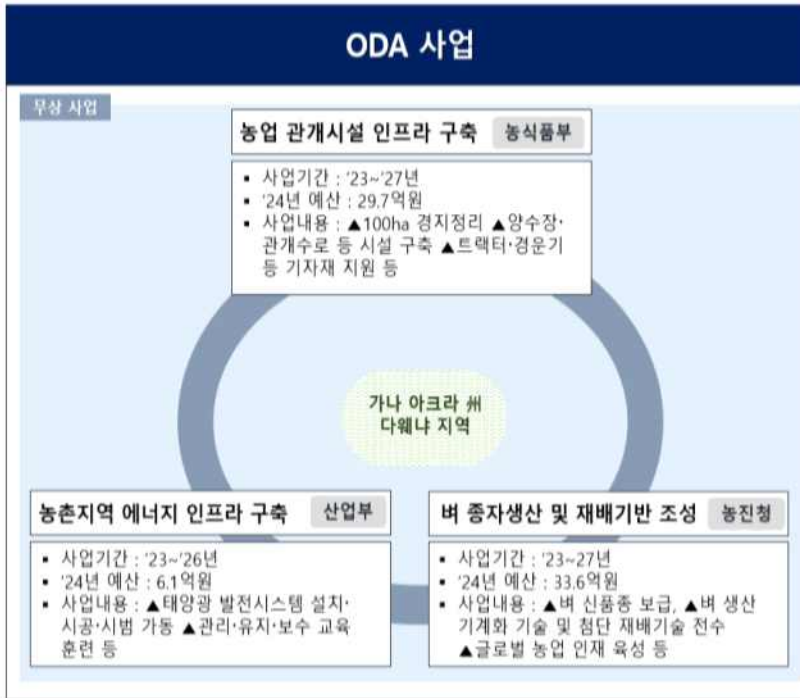 ODA 사업
무상 사업
농업 관개시설 인프라 구축 농식품부
▪ 사업기간 : '23~'27년
▪ '24년 예산 : 29.7억원
▪ 사업내용 : ▲100ha 경지정리 ▲양수장·
관개수로 등 시설 구축 ▲트랙터·경운기
등 기자재 지원 등
가나 아크라 州
다웨냐 지역
농촌지역 에너지 인프라 구축 산업부
▪ 사업기간 : '23~'26년
▪ '24년 예산 : 6.1억원
▪ 사업내용 : ▲태양광 발전시스템 설치·
시공·시범 가동 ▲관리·유지·보수 교육
훈련 등
벼 종자생산 및 재배기반 조성 농진청
▪ 사업기간 : '23~27년
▪ '24년 예산 : 33.6억원
▪ 사업내용 : ▲벼 신품종 보급, ▲벼 생산
기계화 기술 및 첨단 재배기술 전수
▲글로벌 농업 인재 육성 등